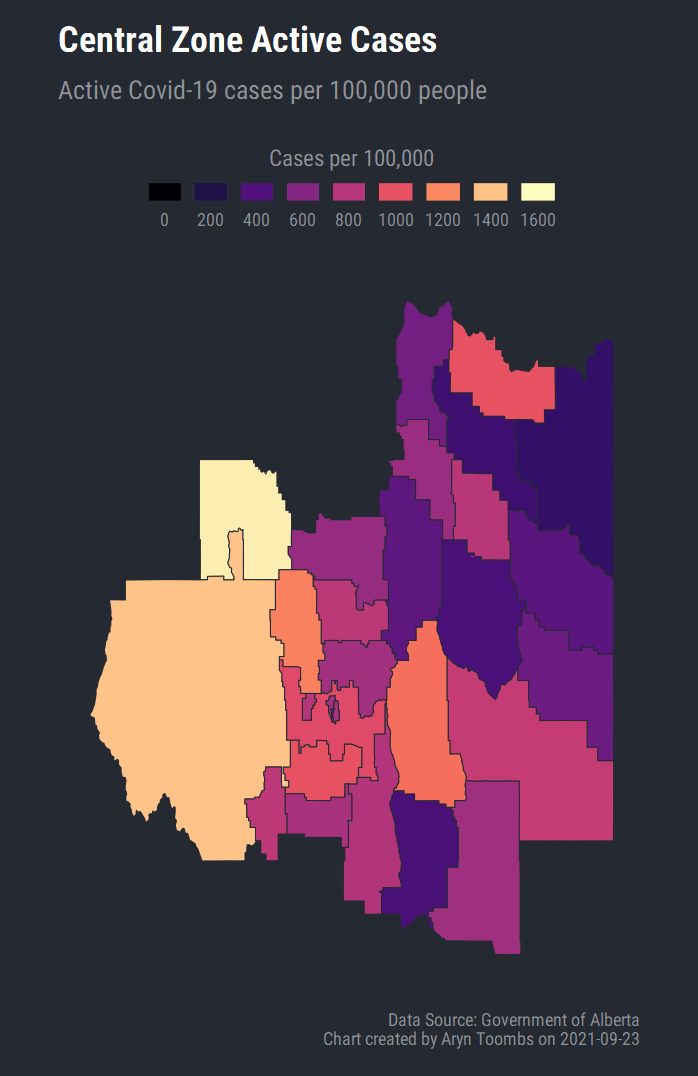 Central Zone Active Cases
Active Covid-19 cases per 100,000 people
Cases per 100,000
0 200 400 600 800 1000 1200 1400 1600
Data Source: Government of Alberta
Chart created by Aryn Toombs on 2021-09-23